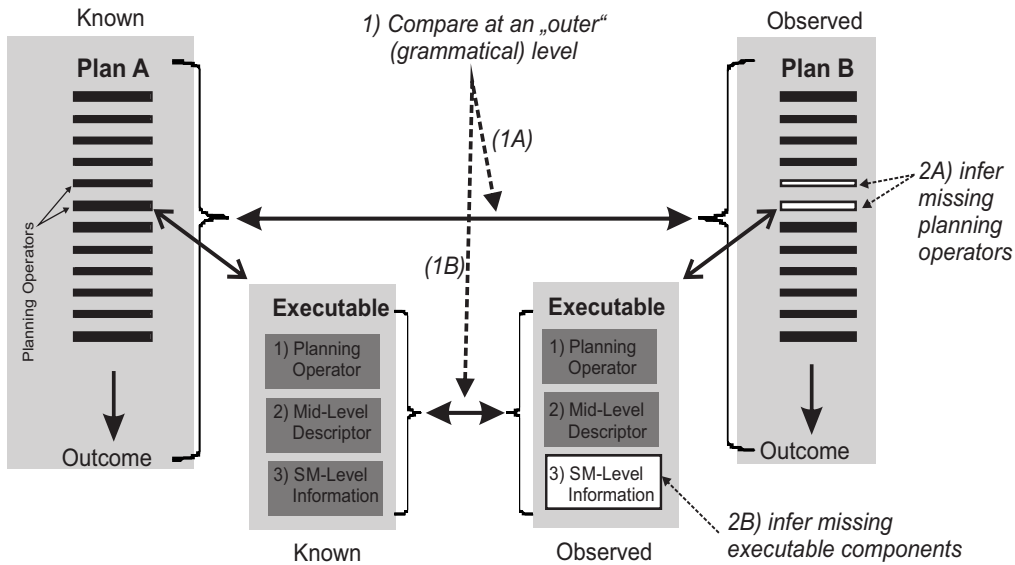 Known
Plan A
Planning Operators
Outcome
1) Compare at an „outer“
(grammatical) level
(1A)
(1B)
Observed
Plan B
2A) infer
missing
planning
operators
Outcome
Executable
1) Planning
Operator
2) Mid-Level
Descriptor
3) SM-Level
Information
Known
Executable
1) Planning
Operator
2) Mid-Level
Descriptor
3) SM-Level
Information
Observed
2B) infer missing
executable components